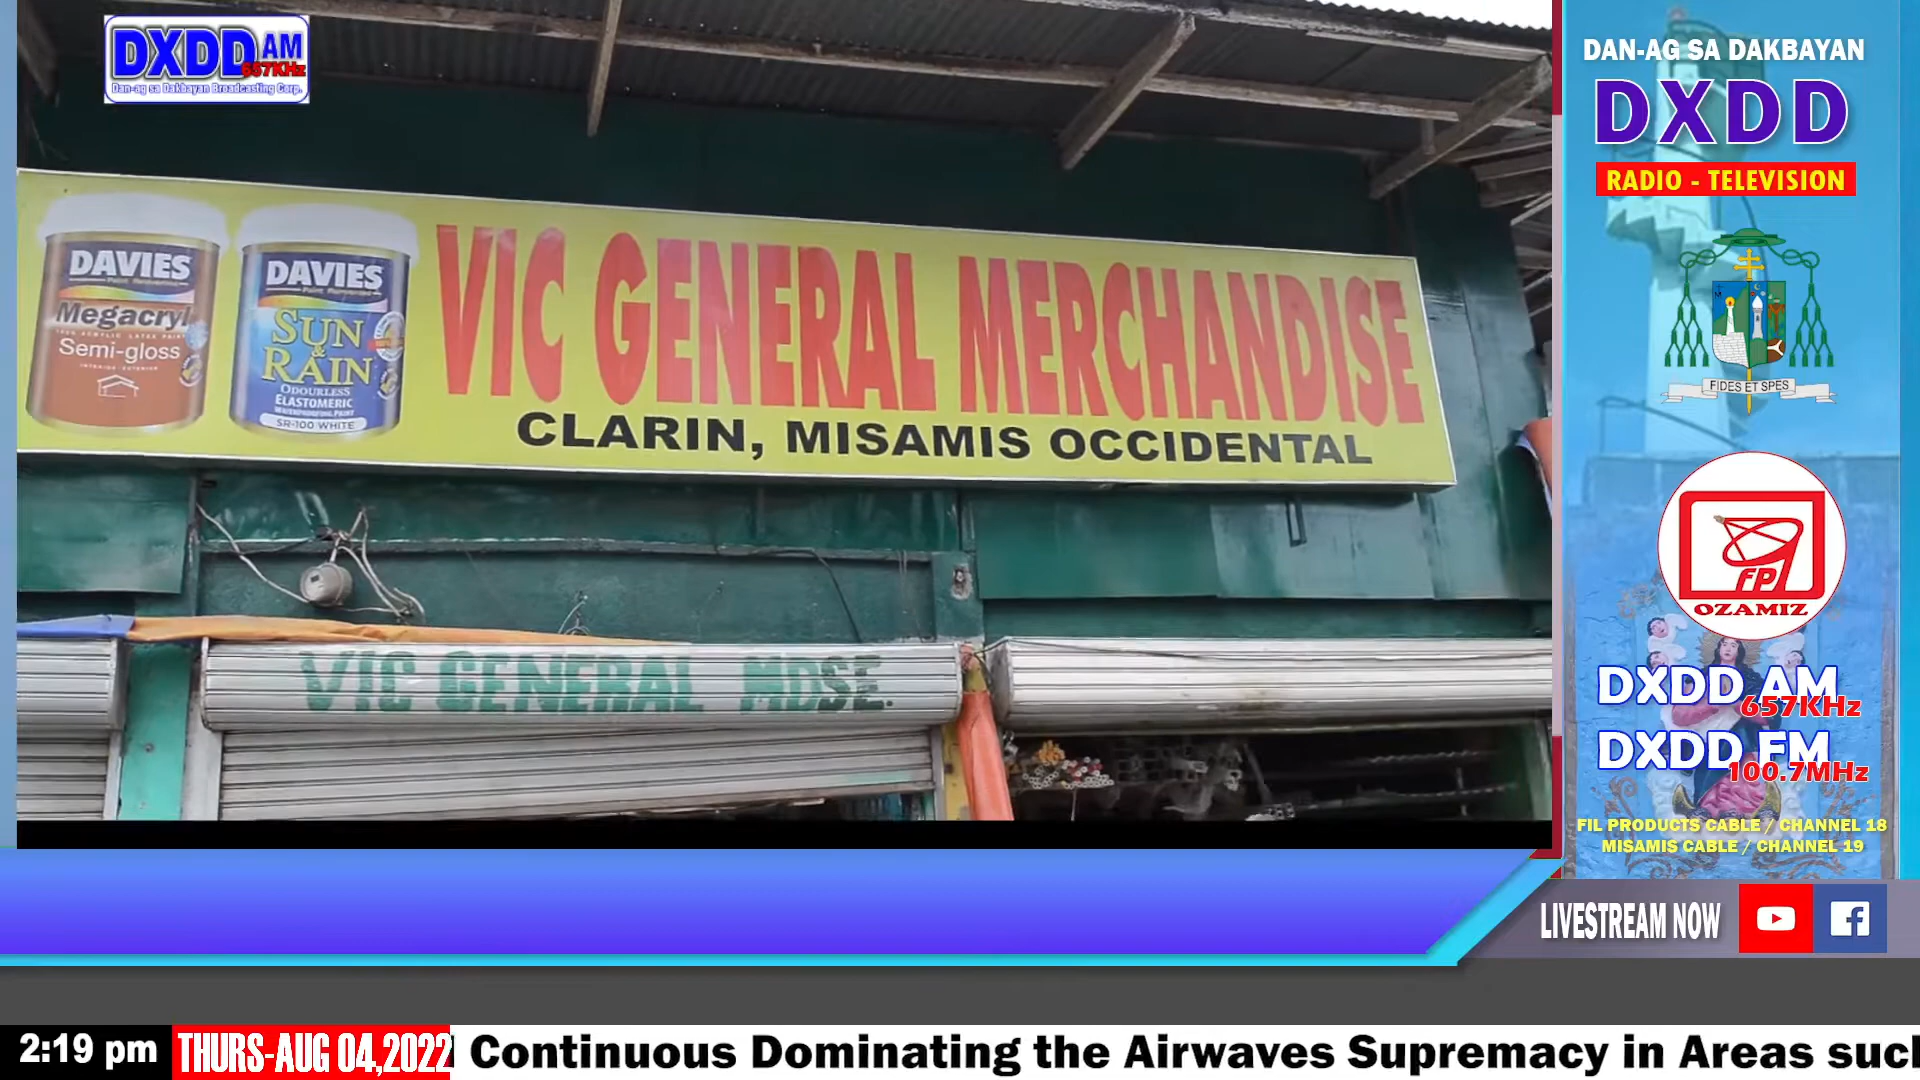 DXDD AM
657KHz
Dan-ag sa Dakbayan Broadcasting Corp.
DAVIES
Megacryl
Semi-gloss
DAVIES
SUN
&
RAIN
ODOURLESS
ELASTOMERIC
WATERPROOFING PAINT
SR-100 WHITE
VIC GENERAL MERCHANDISE
CLARIN, MISAMIS OCCIDENTAL
VIC GENERAL MDSE.
DAN-AG SA DAKBAYAN
DXDD
RADIO - TELEVISION
FIDES ET SPES
FP
OZAMIZ
DXDD AM
657KHz
DXDD FM
100.7MHz
FIL PRODUCTS CABLE / CHANNEL 18
MISAMIS CABLE / CHANNEL 19
LIVESTREAM NOW
2:19 pm
THURS-AUG 04,2022
Continuous Dominating the Airwaves Supremacy in Areas such